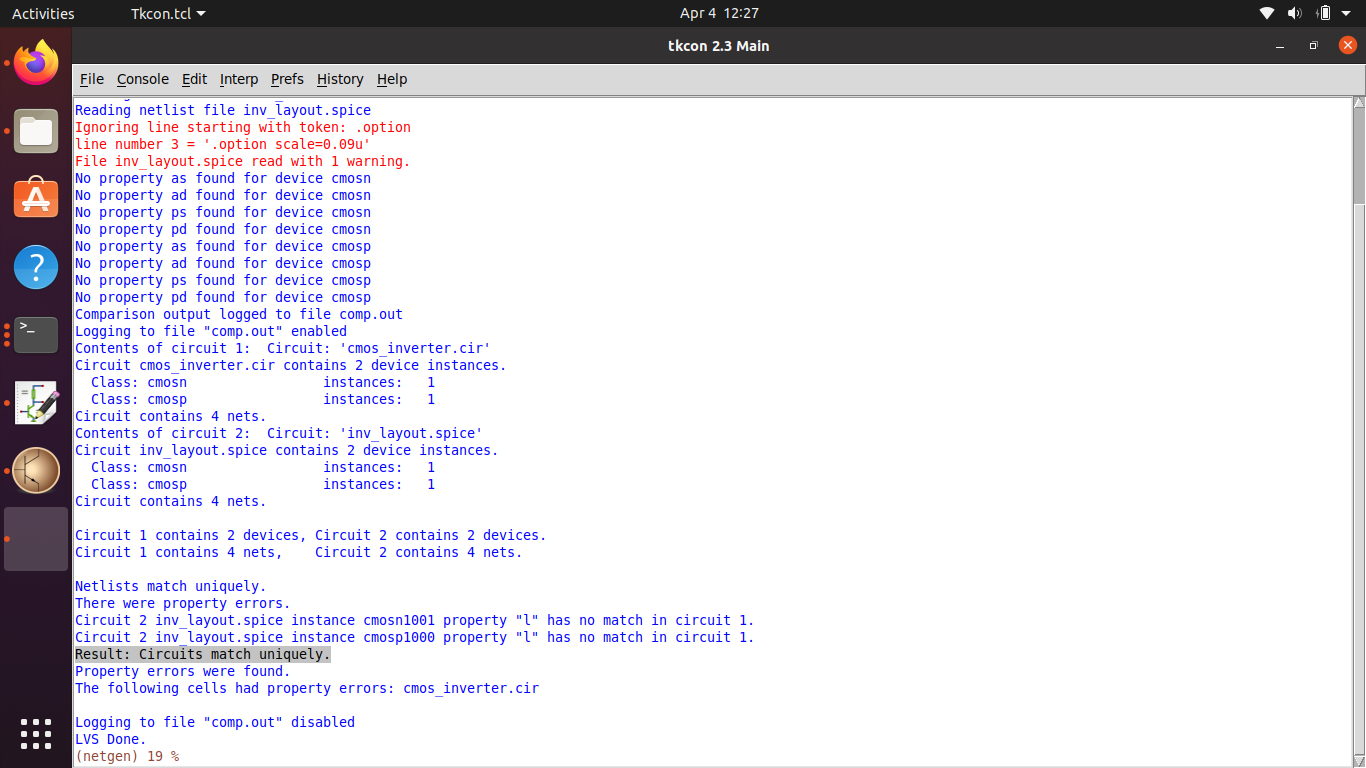 Activities
Tkcon.tcl
Apr 4 12:27
tkcon 2.3 Main
File Console Edit Interp Prefs History Help
Reading netlist file inv_layout.spice
Ignoring line starting with token: .option
line number 3 = '.option scale=0.09u'
File inv_layout.spice read with 1 warning.
No property as found for device cmosn
No property ad found for device cmosn
No property ps found for device cmosn
No property pd found for device cmosn
No property as found for device cmosp
No property ad found for device cmosp
No property ps found for device cmosp
No property pd found for device cmosp
Comparison output logged to file comp.out
Logging to file "comp.out" enabled
Contents of circuit 1:  Circuit: 'cmos_inverter.cir'
Circuit cmos_inverter.cir contains 2 device instances.
  Class: cmosn                 instances:   1
  Class: cmosp                 instances:   1
Circuit contains 4 nets.
Contents of circuit 2:  Circuit: 'inv_layout.spice'
Circuit inv_layout.spice contains 2 device instances.
  Class: cmosn                 instances:   1
  Class: cmosp                 instances:   1
Circuit contains 4 nets.
Circuit 1 contains 2 devices, Circuit 2 contains 2 devices.
Circuit 1 contains 4 nets,    Circuit 2 contains 4 nets.
Netlists match uniquely.
There were property errors.
Circuit 2 inv_layout.spice instance cmosn1001 property "l" has no match in circuit 1.
Circuit 2 inv_layout.spice instance cmosp1000 property "l" has no match in circuit 1.
Result: Circuits match uniquely.
Property errors were found.
The following cells had property errors: cmos_inverter.cir
Logging to file "comp.out" disabled
LVS Done.
(netgen) 19 %